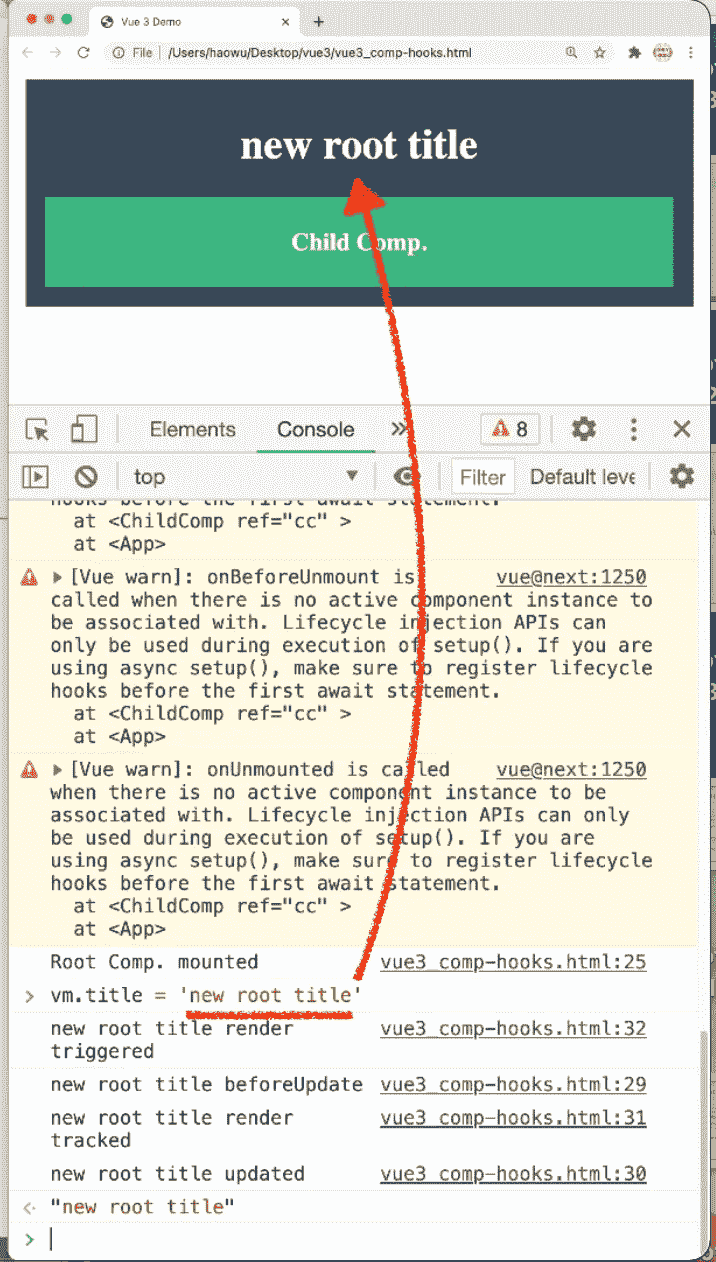 Vue 3 Demo
File /Users/haowu/Desktop/vue3/vue3_comp-hooks.html
new root title
Child Comp.
Elements Console 8
top Filter Default leve
hooks before the first await statement.
at <ChildComp ref="cc" >
at <App>
[Vue warn]: onBeforeUnmount is vue@next:1250
called when there is no active component instance to
be associated with. Lifecycle injection APIs can
only be used during execution of setup(). If you are
using async setup(), make sure to register lifecycle
hooks before the first await statement.
at <ChildComp ref="cc" >
at <App>
[Vue warn]: onUnmounted is called vue@next:1250
when there is no active component instance to be
associated with. Lifecycle injection APIs can only
be used during execution of setup(). If you are
using async setup(), make sure to register lifecycle
hooks before the first await statement.
at <ChildComp ref="cc" >
at <App>
Root Comp. mounted vue3_comp-hooks.html:25
> vm.title = 'new root title'
new root title render vue3_comp-hooks.html:32
triggered
new root title beforeUpdate vue3_comp-hooks.html:29
new root title render vue3_comp-hooks.html:31
tracked
new root title updated vue3_comp-hooks.html:30
"new root title"
>